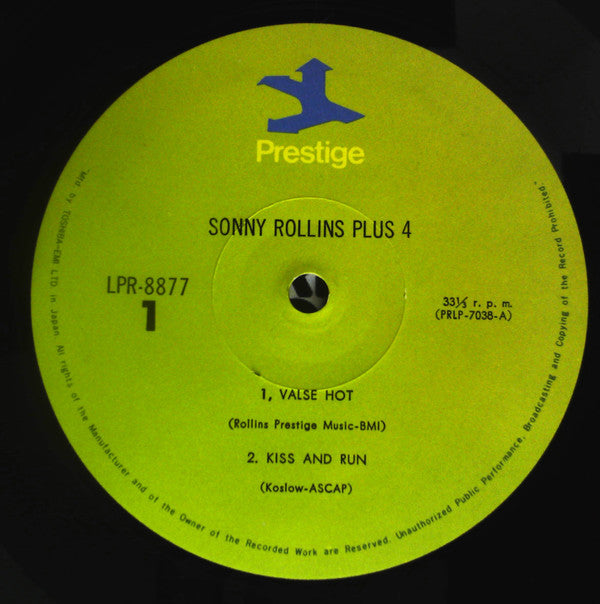 Prestige
SONNY ROLLINS PLUS 4
LPR-8877
1
33⅓ r. p. m.
(PRLP-7038-A)
1, VALSE HOT
(Rollins Prestige Music-BMI)
2. KISS AND RUN
(Koslow-ASCAP)
"Mfd. by TOSHIBA-EMI LTD. in Japan. All rights of the Manufacturer and of the Owner of the Recorded Work are Reserved. Unauthorized Public Performance, Broadcasting and Copying of the Record Prohibited."